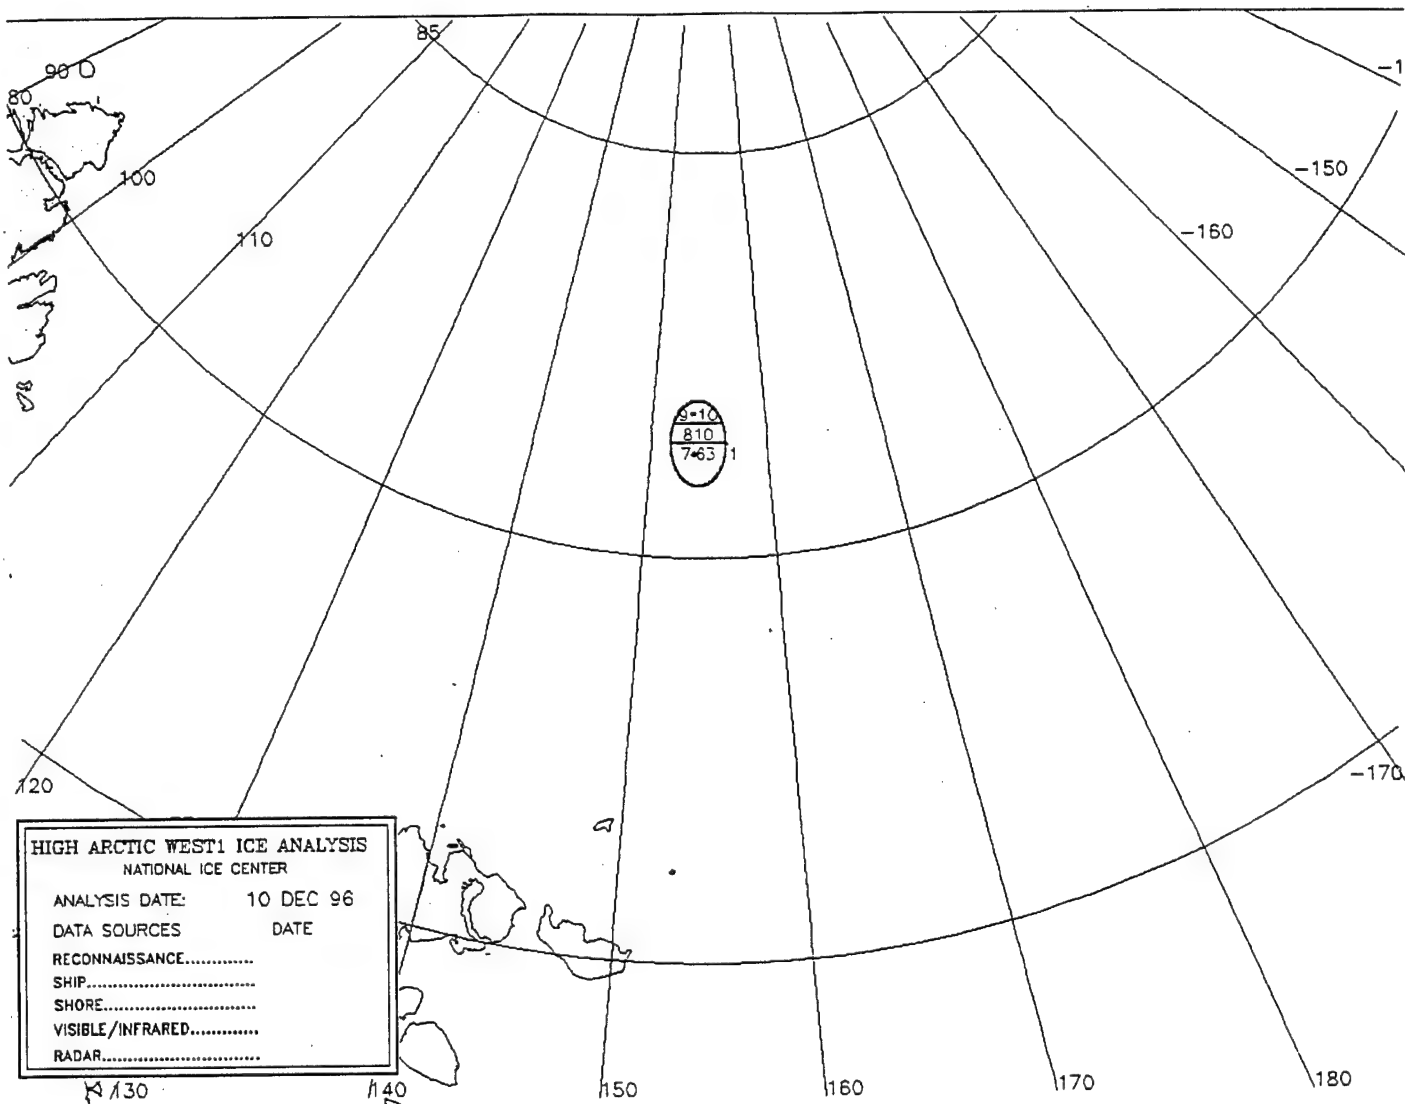 85
90
80
-1
100
-150
110
-160
9•10
810
7•63 1
120
-170
HIGH ARCTIC WEST1 ICE ANALYSIS
NATIONAL ICE CENTER
ANALYSIS DATE: 10 DEC 96
DATA SOURCES DATE
RECONNAISSANCE.............
SHIP..............................
SHORE...........................
VISIBLE/INFRARED.............
RADAR............................
130
140
150
160
170
180